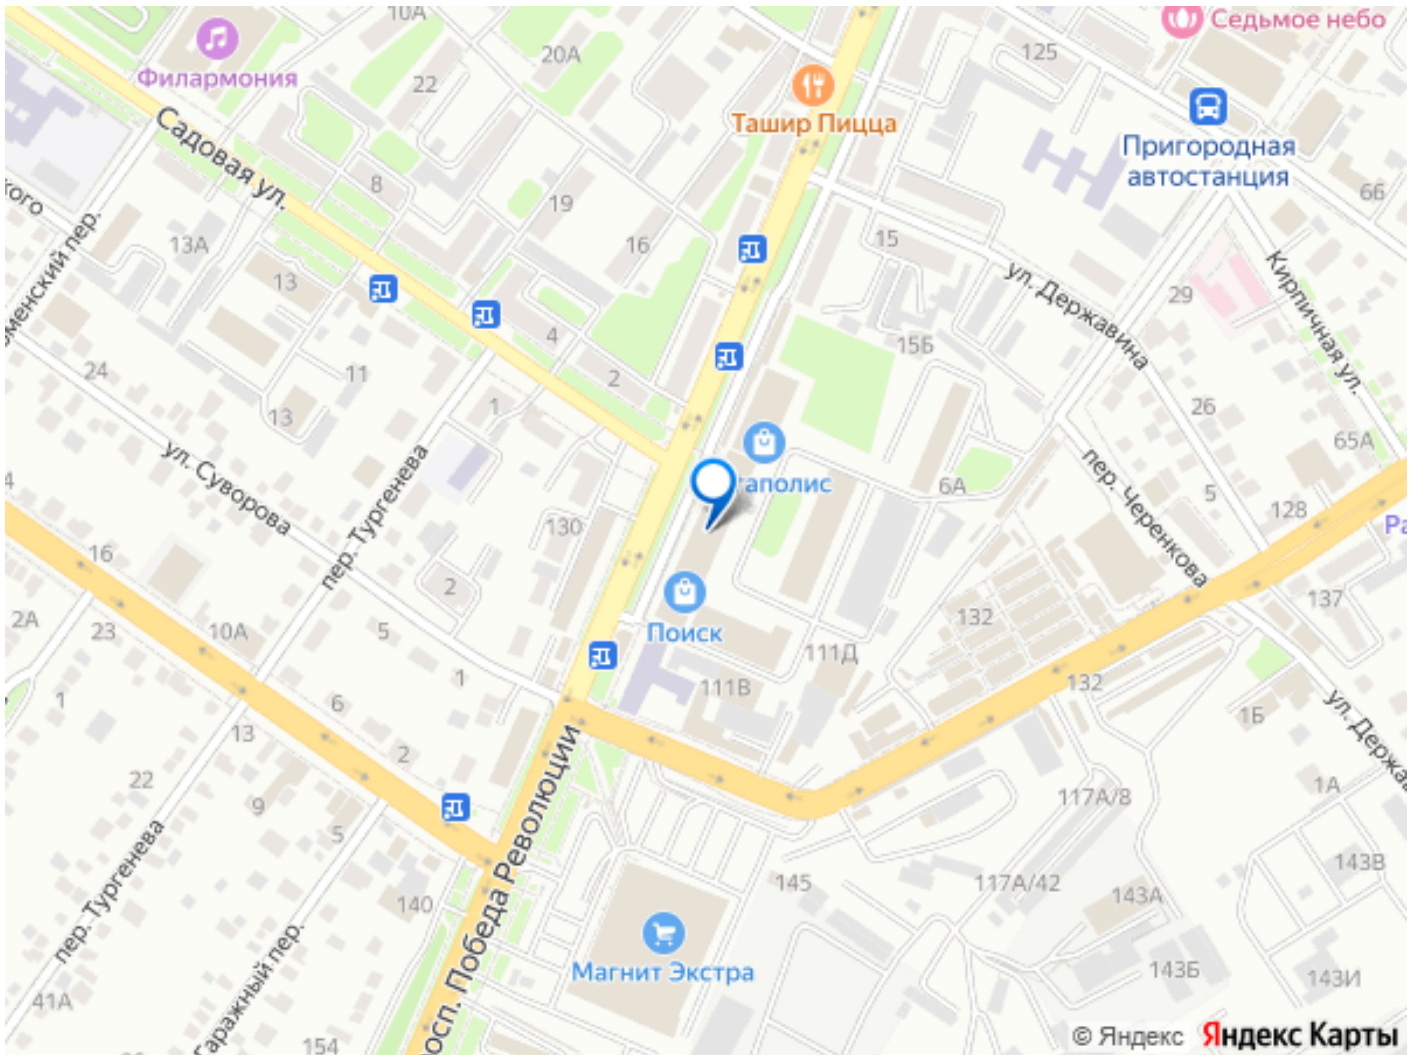 10А
Седьмое небо
Филармония
20А
22
125
Ташир Пицца
Пригородная
автостанция
Садовая ул.
8
19
66
13А
16
15
13
ул. Державина
29
Кирпичная ул.
24
11
4
2
15Б
13
1
26
65А
ул. Суворова
пер. Тургенева
6А
5
пер. Черенкова
128
130
16
2
Поиск
132
137
2А
23
10А
5
111Д
1
111В
132
1
6
1Б
13
2
22
9
5
117А/8
1А
просп. Победа Революции
145
117А/42
143А
143В
140
пер. Тургенева
Гаражный пер.
Магнит Экстра
143Б
143И
41А
154
© Яндекс Яндекс Карты